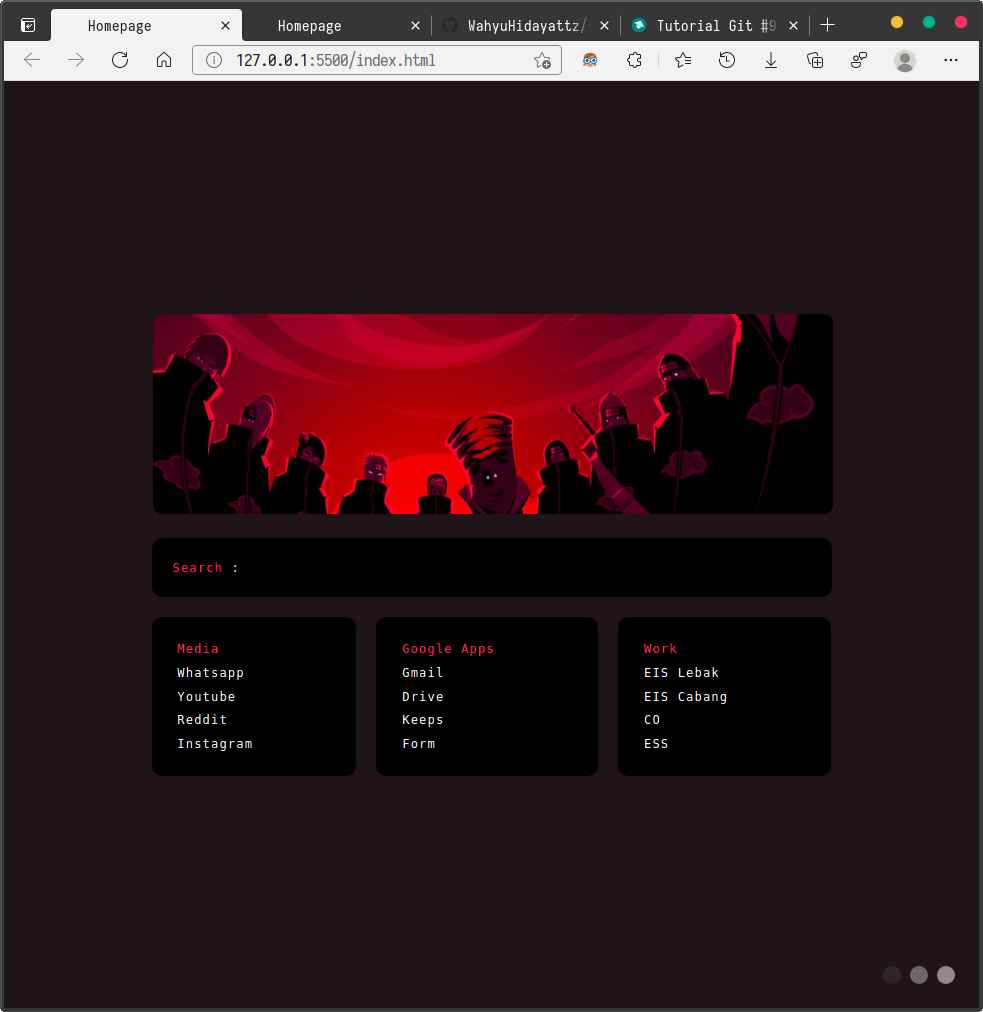 Homepage
Homepage
WahyuHidayattz/
Tutorial Git #9
127.0.0.1:5500/index.html
Search :
Media
Whatsapp
Youtube
Reddit
Instagram
Google Apps
Gmail
Drive
Keeps
Form
Work
EIS Lebak
EIS Cabang
CO
ESS